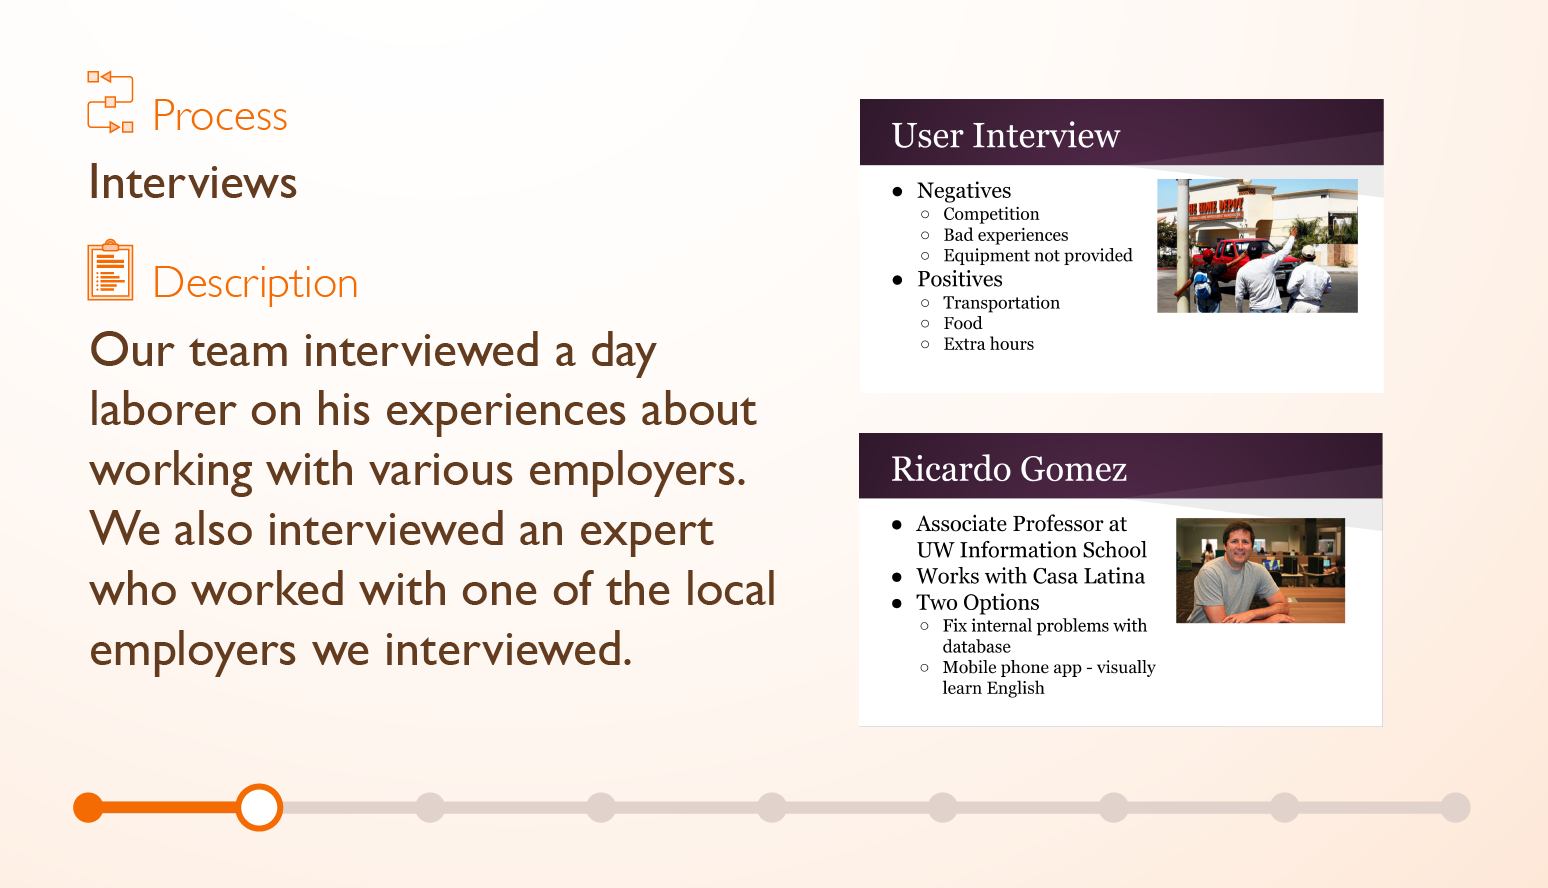 Process
Interviews
Description
Our team interviewed a day
laborer on his experiences about
working with various employers.
We also interviewed an expert
who worked with one of the local
employers we interviewed.
User Interview
● Negatives
○ Competition
○ Bad experiences
○ Equipment not provided
● Positives
○ Transportation
○ Food
○ Extra hours
HOME DEPOT
Ricardo Gomez
● Associate Professor at
UW Information School
● Works with Casa Latina
● Two Options
○ Fix internal problems with
database
○ Mobile phone app - visually
learn English